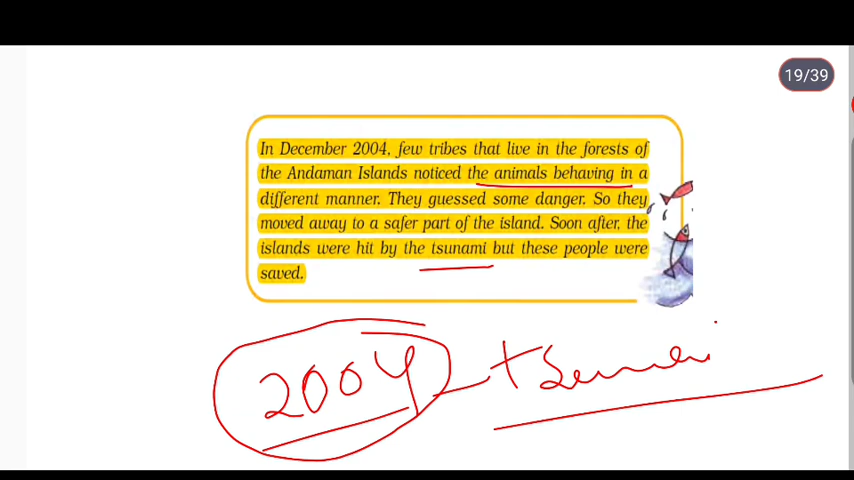 19/39
In December 2004, few tribes that live in the forests of
the Andaman Islands noticed the animals behaving in a
different manner. They guessed some danger. So they
moved away to a safer part of the island. Soon after, the
islands were hit by the tsunami but these people were
saved.
2004 - tsunami